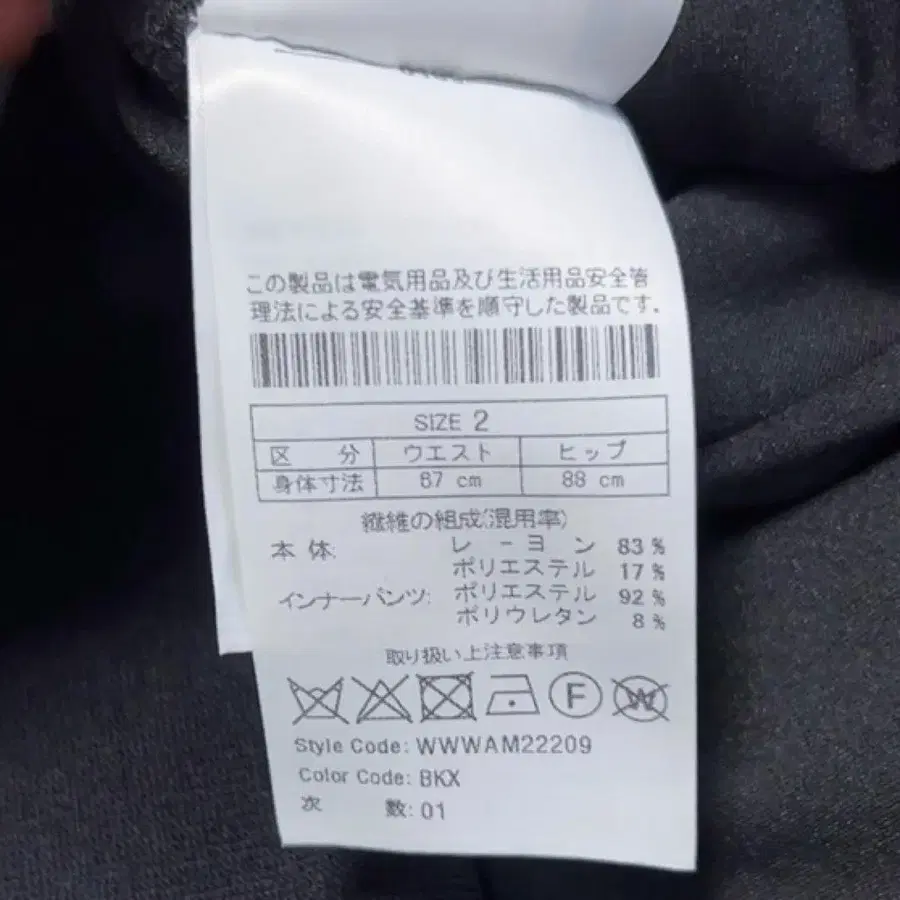 この製品は電気用品及び生活用品安全管
理法による安全基準を順守した製品です.
SIZE 2
区 分 ウエスト ヒップ
身体寸法 67 cm 88 cm
繊維の組成(混用率)
本 体: レ ー ヨ ン 83 %
ポリエステル 17 %
インナーパンツ: ポリエステル 92 %
ポリウレタン 8 %
取り扱い上注意事項
F W
Style Code: WWWAM22209
Color Code: BKX
次 数: 01